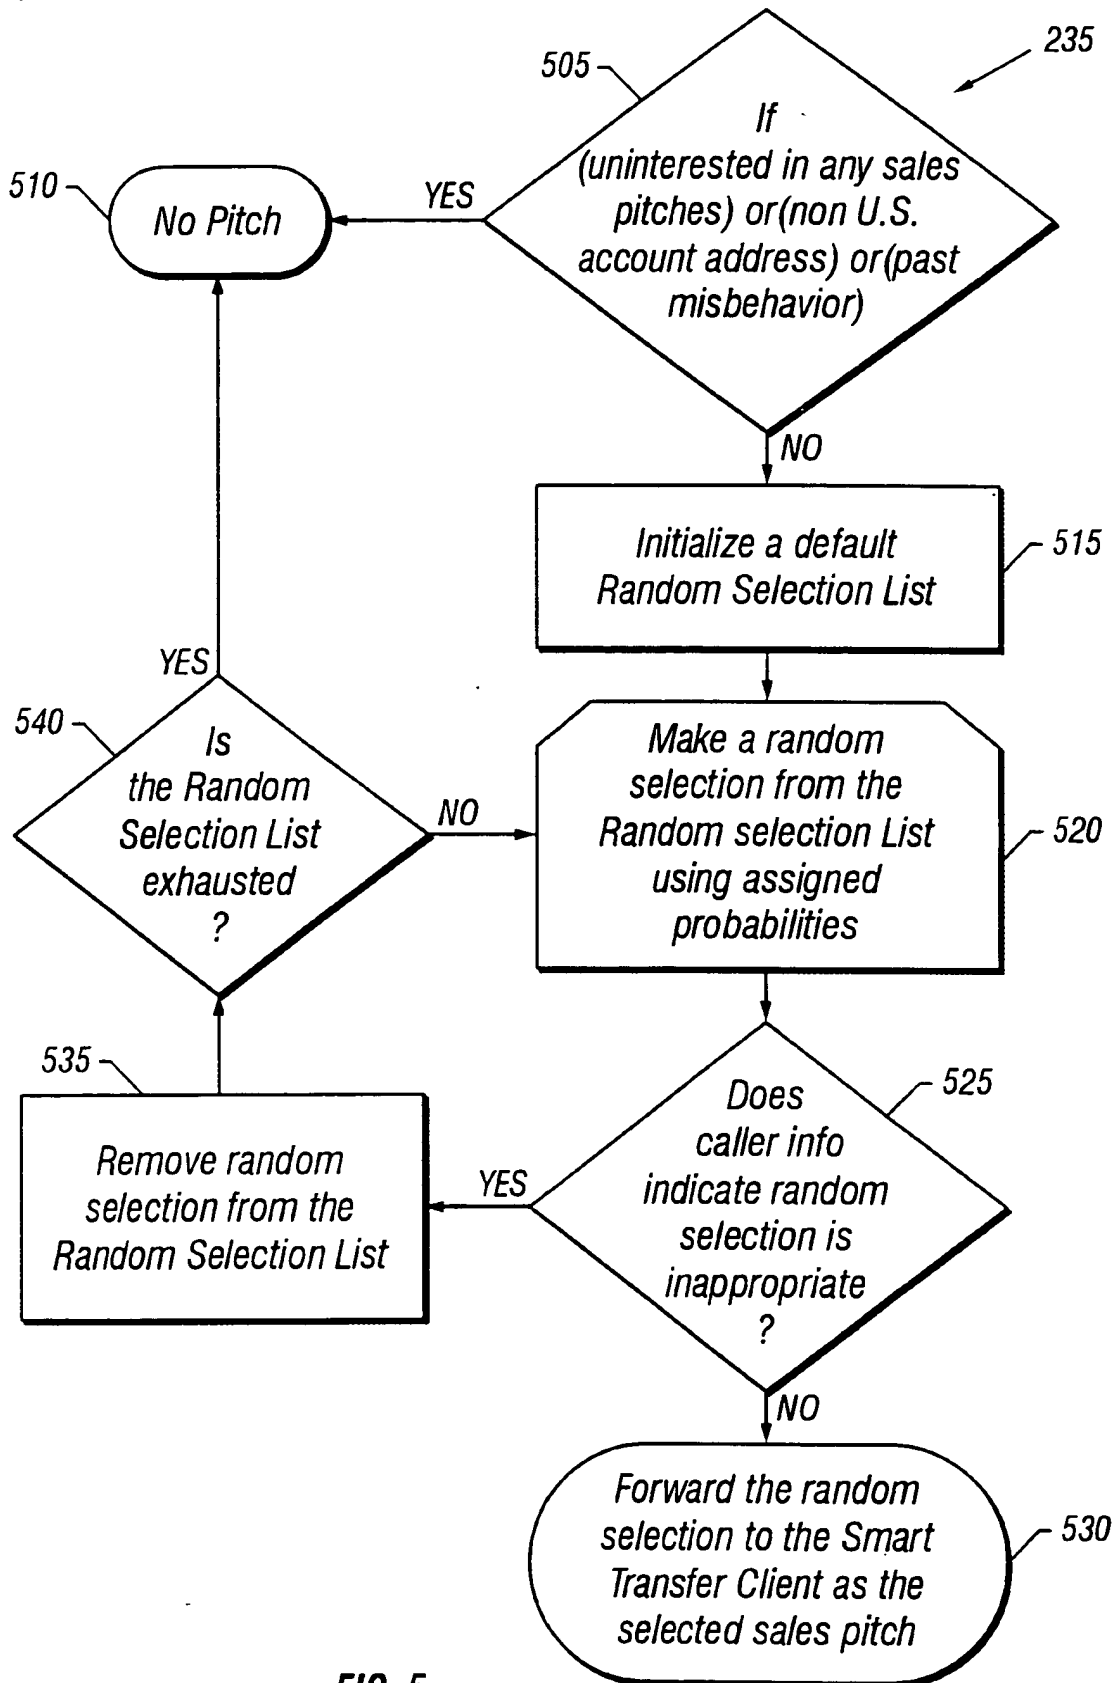 505
235
If
(uninterested in any sales
pitches) or(non U.S.
account address) or(past
misbehavior)
510
No Pitch
YES
NO
Initialize a default
Random Selection List
515
YES
540
Is
the Random
Selection List
exhausted
?
NO
Make a random
selection from the
Random selection List
using assigned
probabilities
520
535
Remove random
selection from the
Random Selection List
YES
Does
caller info
indicate random
selection is
inappropriate
?
525
NO
Forward the random
selection to the Smart
Transfer Client as the
selected sales pitch
530
FIG. 5